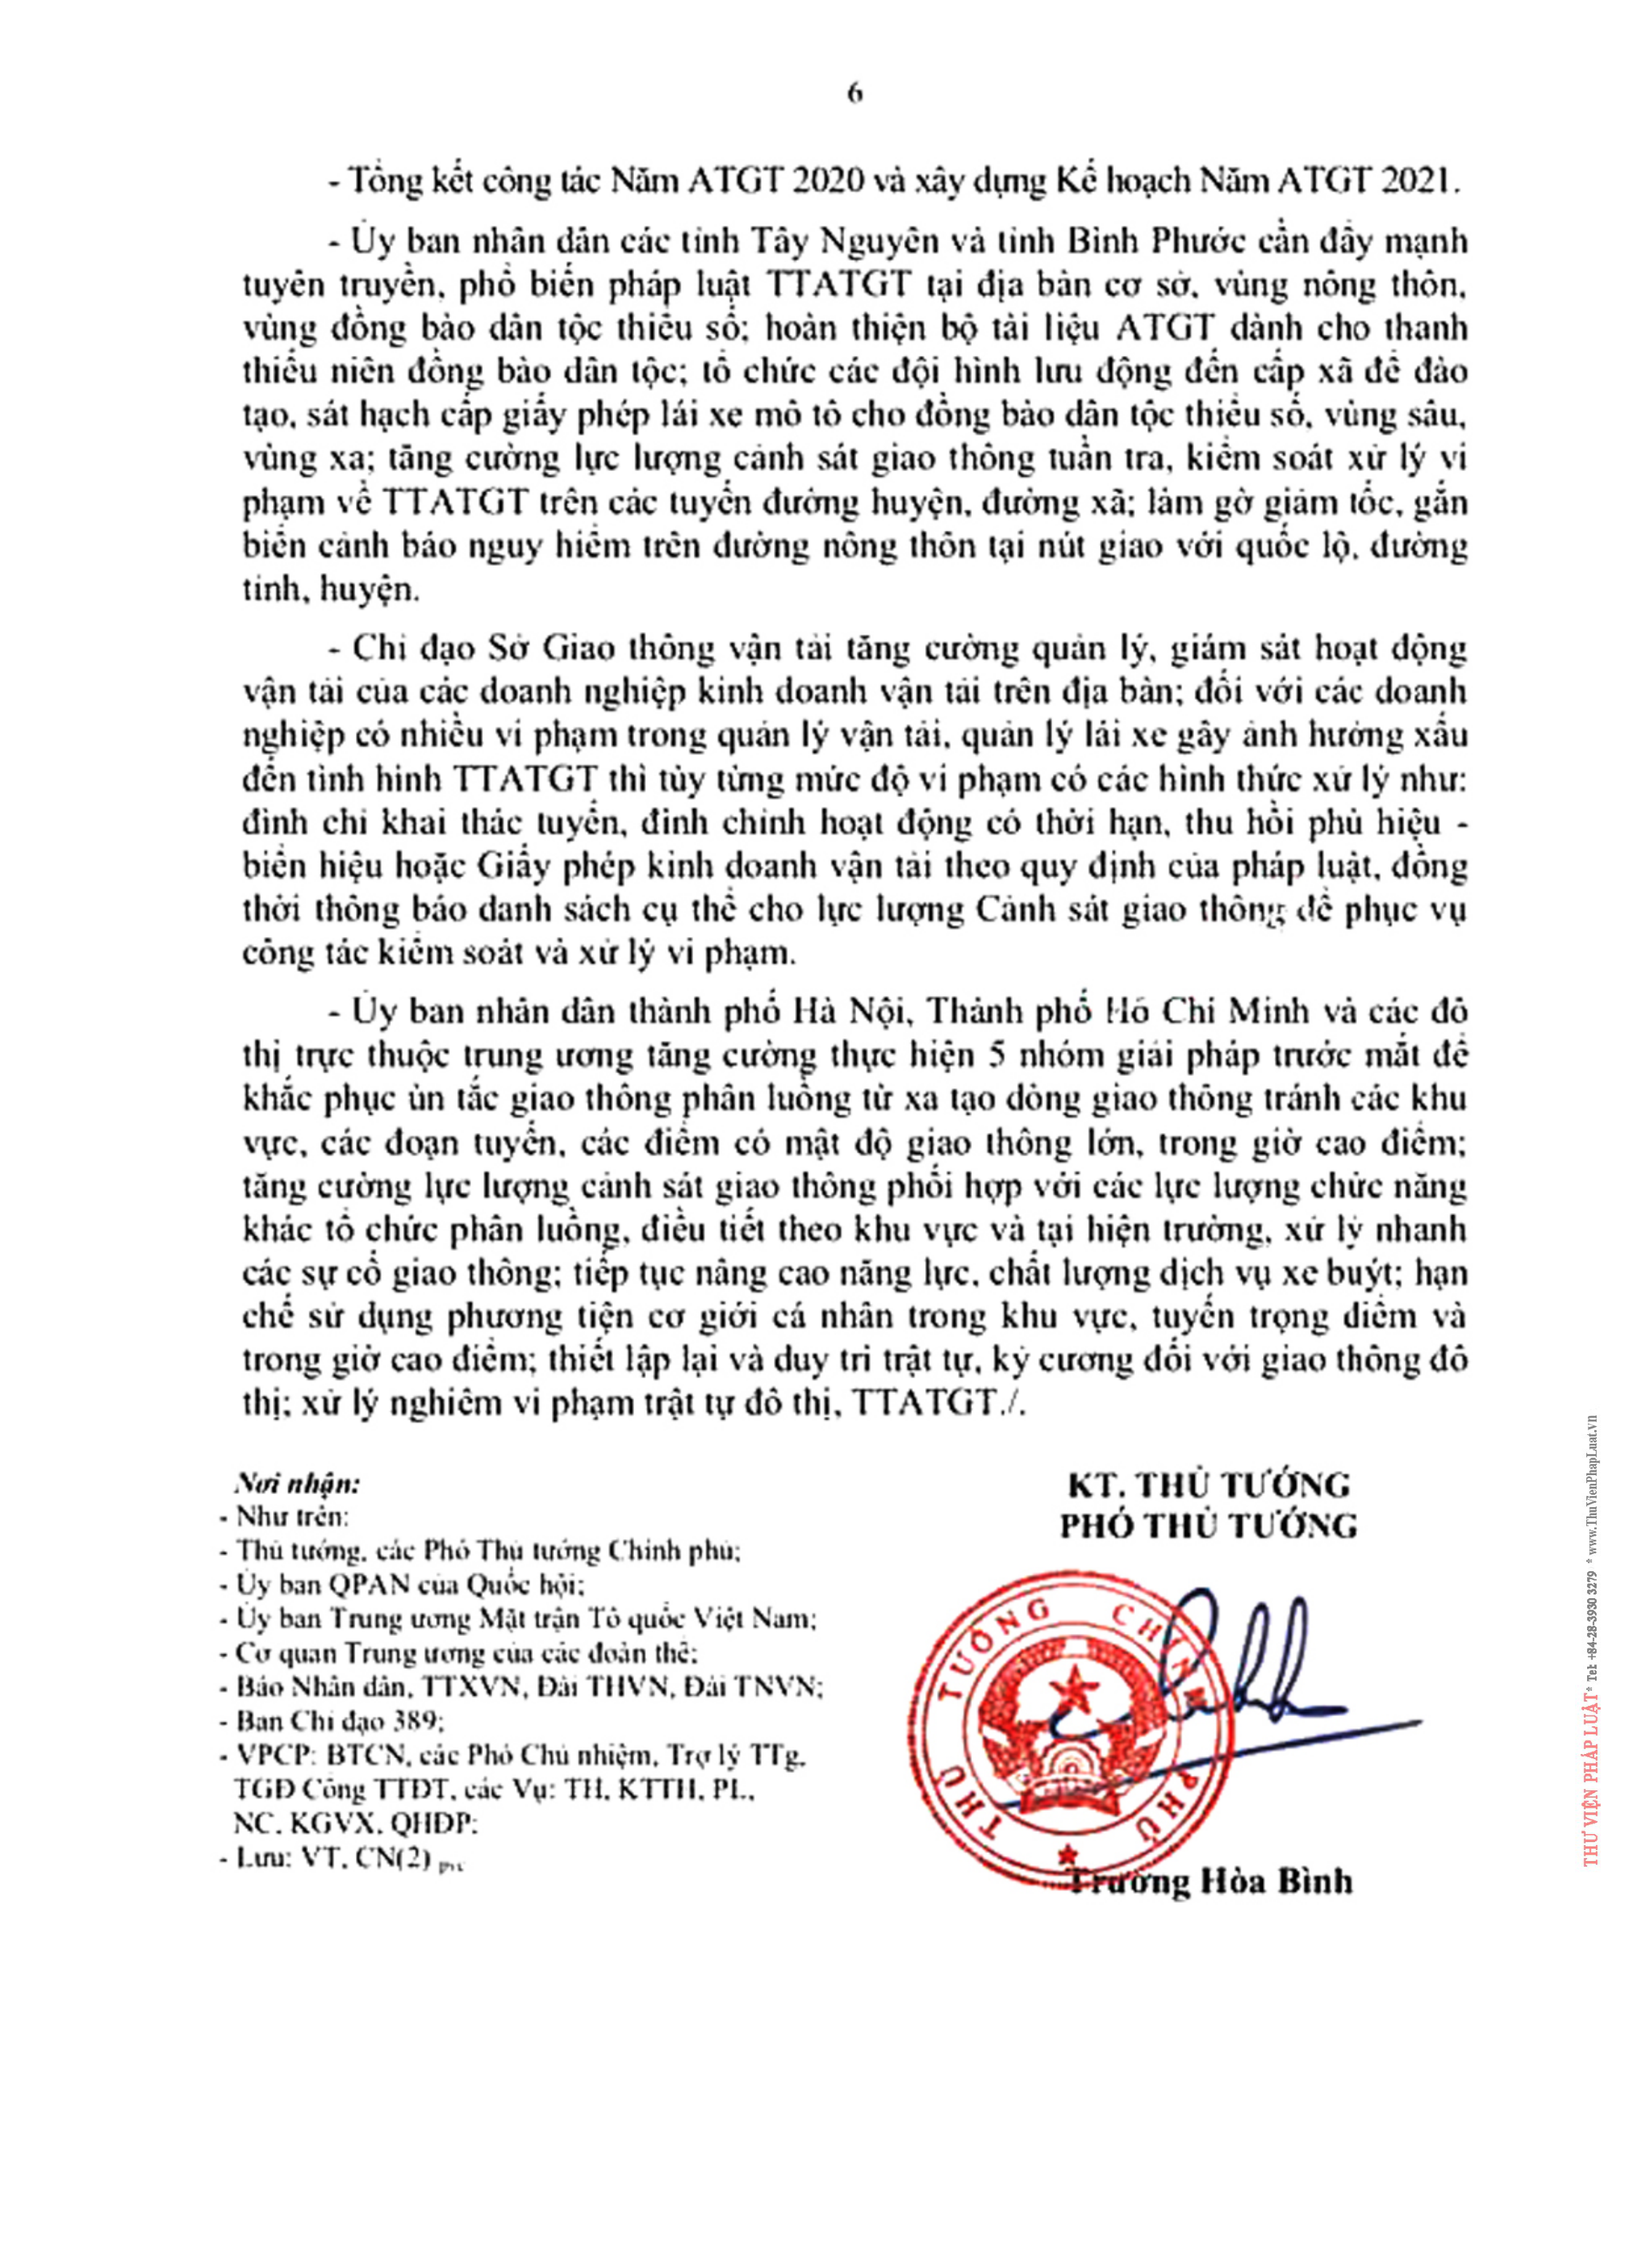 6
- Tổng kết công tác Năm ATGT 2020 và xây dựng Kế hoạch Năm ATGT 2021.
- Ủy ban nhân dân các tỉnh Tây Nguyên và tỉnh Bình Phước cần đẩy mạnh
tuyên truyền, phổ biến pháp luật TTATGT tại địa bàn cơ sở, vùng nông thôn,
vùng đồng bào dân tộc thiểu số; hoàn thiện bộ tài liệu ATGT dành cho thanh
thiếu niên đồng bào dân tộc; tổ chức các đội hình lưu động đến cấp xã để đào
tạo, sát hạch cấp giấy phép lái xe mô tô cho đồng bào dân tộc thiểu số, vùng sâu,
vùng xa; tăng cường lực lượng cảnh sát giao thông tuần tra, kiểm soát xử lý vi
phạm về TTATGT trên các tuyến đường huyện, đường xã; làm gờ giảm tốc, gắn
biển cảnh báo nguy hiểm trên đường nông thôn tại nút giao với quốc lộ, đường
tỉnh, huyện.
- Chỉ đạo Sở Giao thông vận tải tăng cường quản lý, giám sát hoạt động
vận tải của các doanh nghiệp kinh doanh vận tải trên địa bàn; đối với các doanh
nghiệp có nhiều vi phạm trong quản lý vận tải, quản lý lái xe gây ảnh hưởng xấu
đến tình hình TTATGT thì tùy từng mức độ vi phạm có các hình thức xử lý như:
đình chỉ khai thác tuyến, đình chỉnh hoạt động có thời hạn, thu hồi phù hiệu -
biển hiệu hoặc Giấy phép kinh doanh vận tải theo quy định của pháp luật, đồng
thời thông báo danh sách cụ thể cho lực lượng Cảnh sát giao thông để phục vụ
công tác kiểm soát và xử lý vi phạm.
- Ủy ban nhân dân thành phố Hà Nội, Thành phố Hồ Chí Minh và các đô
thị trực thuộc trung ương tăng cường thực hiện 5 nhóm giải pháp trước mắt để
khắc phục ùn tắc giao thông phân luồng từ xa tạo dòng giao thông tránh các khu
vực, các đoạn tuyến, các điểm có mật độ giao thông lớn, trong giờ cao điểm;
tăng cường lực lượng cảnh sát giao thông phối hợp với các lực lượng chức năng
khác tổ chức phân luồng, điều tiết theo khu vực và tại hiện trường, xử lý nhanh
các sự cố giao thông; tiếp tục nâng cao năng lực, chất lượng dịch vụ xe buýt; hạn
chế sử dụng phương tiện cơ giới cá nhân trong khu vực, tuyến trọng điểm và
trong giờ cao điểm; thiết lập lại và duy trì trật tự, kỷ cương đối với giao thông đô
thị; xử lý nghiêm vi phạm trật tự đô thị, TTATGT./.
Nơi nhận:
- Như trên;
- Thủ tướng, các Phó Thủ tướng Chính phủ;
- Ủy ban QPAN của Quốc hội;
- Ủy ban Trung ương Mặt trận Tổ quốc Việt Nam;
- Cơ quan Trung ương của các đoàn thể;
- Báo Nhân dân, TTXVN, Đài THVN, Đài TNVN;
- Ban Chỉ đạo 389;
- VPCP: BTCN, các Phó Chủ nhiệm, Trợ lý TTg,
TGĐ Cổng TTĐT, các Vụ: TH, KTTH, PL,
NC, KGVX, QHĐP;
- Lưu: VT, CN(2)
KT. THỦ TƯỚNG
PHÓ THỦ TƯỚNG
THỦ TƯỚNG CHÍNH PHỦ
Trương Hòa Bình
THƯ VIỆN PHÁP LUẬT * Tel: +84-28-3930 3279 * www.ThuVienPhapLuat.vn